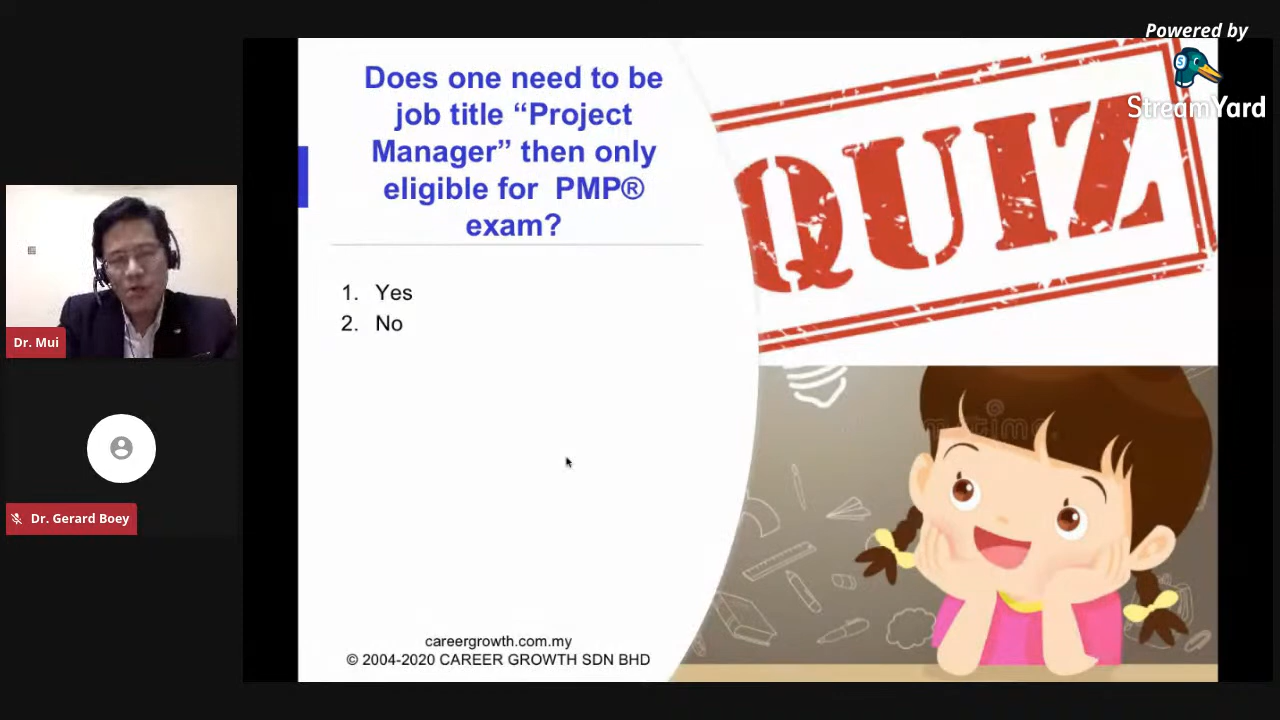 Powered by
StreamYard
Does one need to be
job title “Project
Manager” then only
eligible for PMP®
exam?
1. Yes
2. No
QUIZ
Dr. Mui
Dr. Gerard Boey
careergrowth.com.my
© 2004-2020 CAREER GROWTH SDN BHD